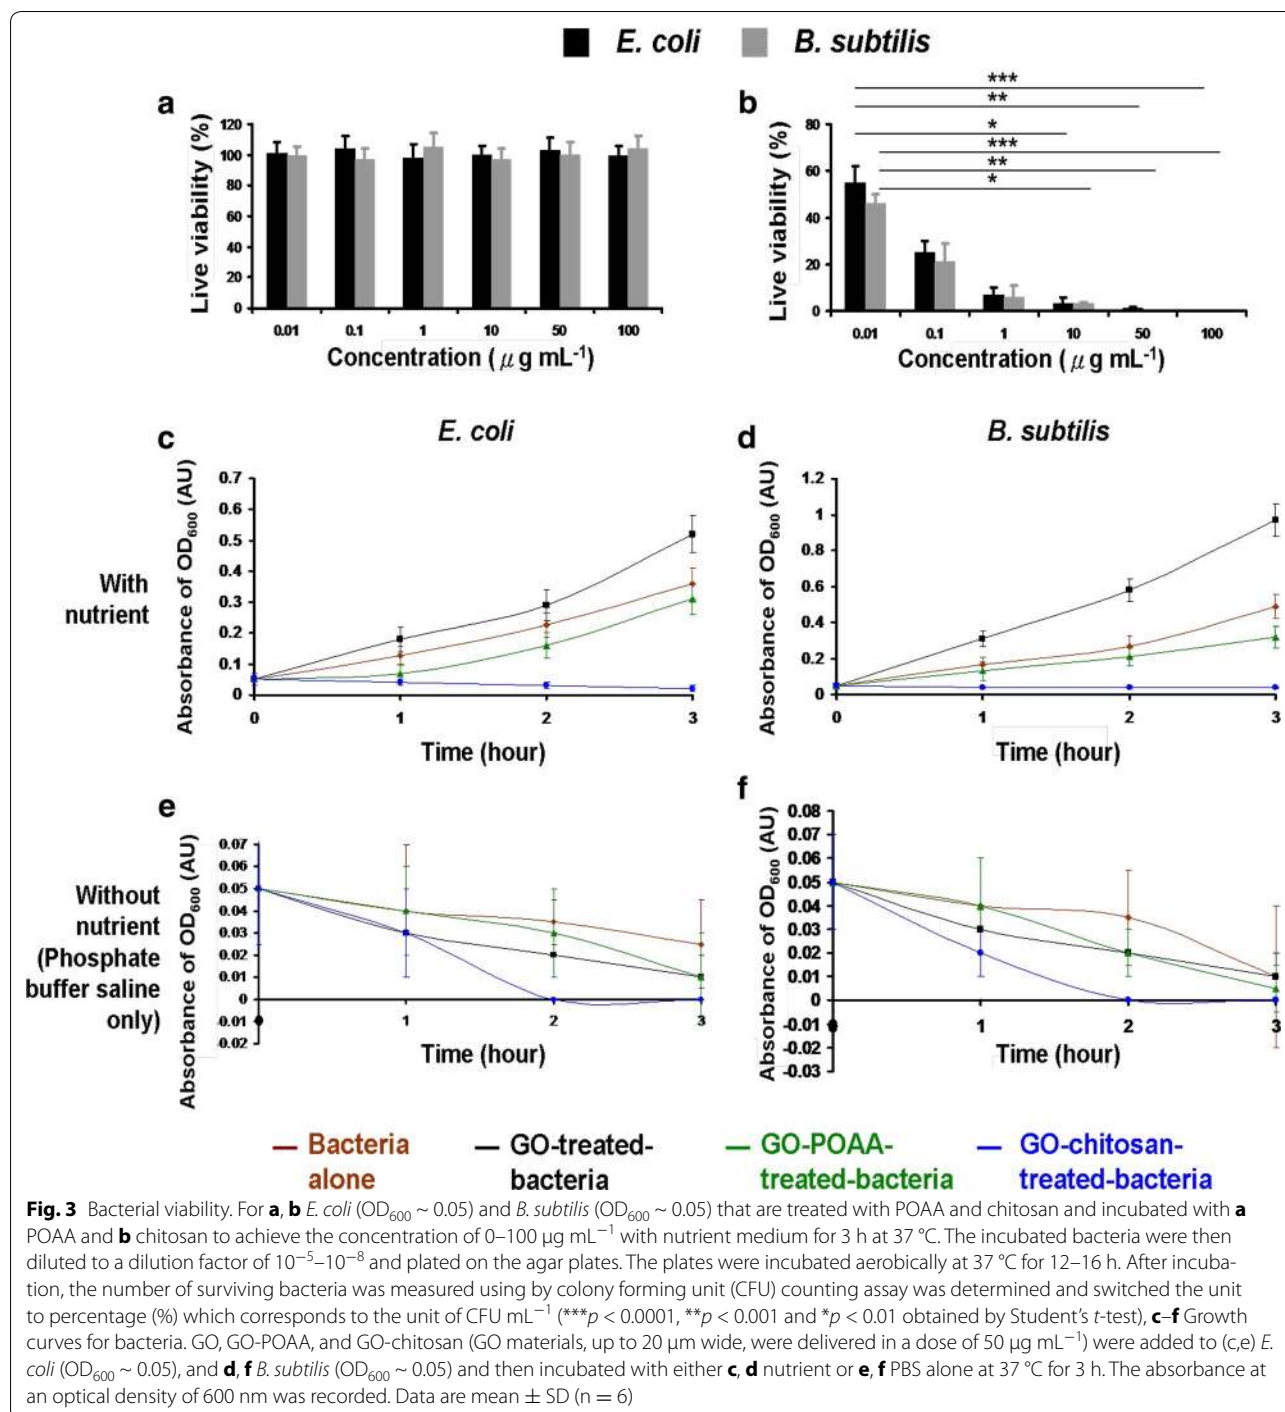 E. coli B. subtilis
a
Live viability (%)
120
100
80
60
40
20
0
0.01 0.1 1 10 50 100
Concentration ( μ g mL-1)
b
***
**
*
***
**
*
Live viability (%)
80
60
40
20
0
0.01 0.1 1 10 50 100
Concentration ( μ g mL-1)
With
nutrient
c
E. coli
Absorbance of OD600 (AU)
0.7
0.6
0.5
0.4
0.3
0.2
0.1
0
0 1 2 3
Time (hour)
d
B. subtilis
Absorbance of OD600 (AU)
1.2
1
0.8
0.6
0.4
0.2
0
0 1 2 3
Time (hour)
Without
nutrient
(Phosphate
buffer saline
only)
e
Absorbance of OD600 (AU)
0.07
0.06
0.05
0.04
0.03
0.02
0.01
0
-0.01
-0.02
0 1 2 3
Time (hour)
f
Absorbance of OD600 (AU)
0.08
0.07
0.06
0.05
0.04
0.03
0.02
0.01
0
-0.01
-0.02
-0.03
0 1 2 3
Time (hour)
Bacteria alone
GO-treated-bacteria
GO-POAA-treated-bacteria
GO-chitosan-treated-bacteria
Fig. 3 Bacterial viability. For a, b E. coli (OD600 ~ 0.05) and B. subtilis (OD600 ~ 0.05) that are treated with POAA and chitosan and incubated with a
POAA and b chitosan to achieve the concentration of 0–100 μg mL−1 with nutrient medium for 3 h at 37 °C. The incubated bacteria were then
diluted to a dilution factor of 10−5–10−8 and plated on the agar plates. The plates were incubated aerobically at 37 °C for 12–16 h. After incuba-
tion, the number of surviving bacteria was measured using by colony forming unit (CFU) counting assay was determined and switched the unit
to percentage (%) which corresponds to the unit of CFU mL−1 (***p < 0.0001, **p < 0.001 and *p < 0.01 obtained by Student's t-test), c–f Growth
curves for bacteria. GO, GO-POAA, and GO-chitosan (GO materials, up to 20 μm wide, were delivered in a dose of 50 μg mL−1) were added to (c,e) E.
coli (OD600 ~ 0.05), and d, f B. subtilis (OD600 ~ 0.05) and then incubated with either c, d nutrient or e, f PBS alone at 37 °C for 3 h. The absorbance at
an optical density of 600 nm was recorded. Data are mean ± SD (n = 6)